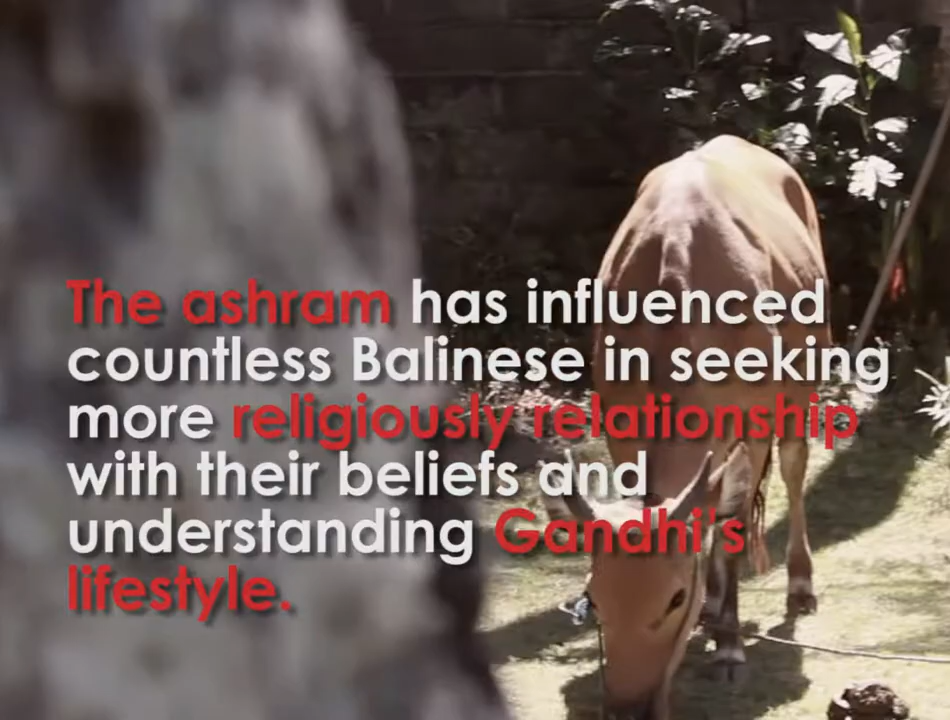 The ashram has influenced
countless Balinese in seeking
more religiously relationship
with their beliefs and
understanding Gandhi's
lifestyle.